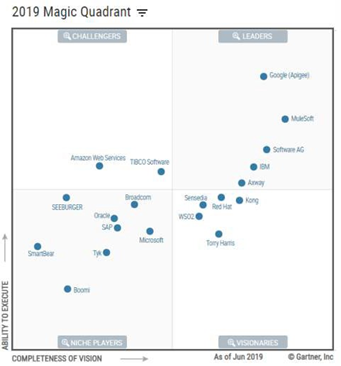 2019 Magic Quadrant
CHALLENGERS
LEADERS
Google (Apigee)
MuleSoft
Software AG
IBM
Axway
Amazon Web Services
TIBCO Software
SEEBURGER
Broadcom
Oracle
SAP
Microsoft
SmartBear
Tyk
Boomi
Sensedia
Red Hat
Kong
WSO2
Torry Harris
NICHE PLAYERS
VISIONARIES
ABILITY TO EXECUTE
COMPLETENESS OF VISION
As of Jun 2019
© Gartner, Inc